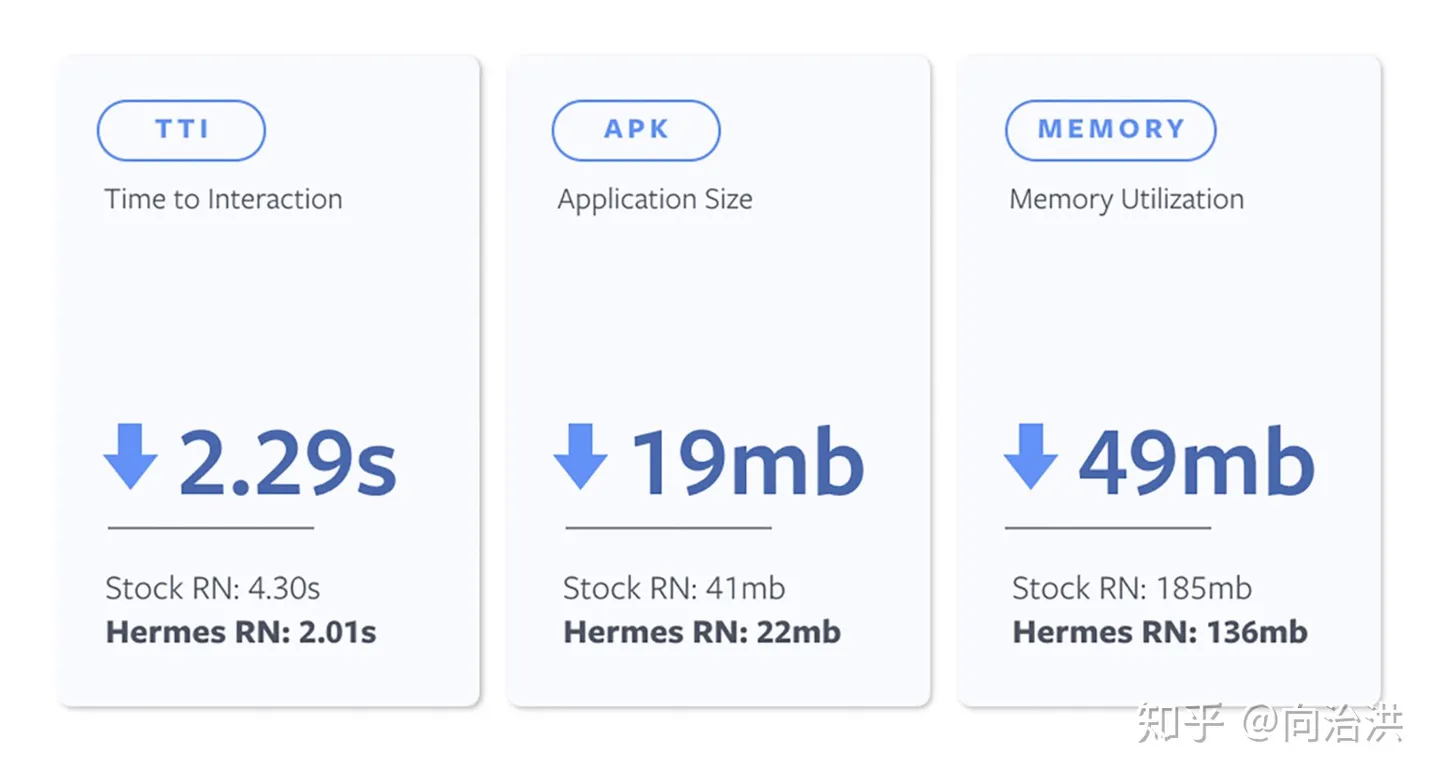 TTI
Time to Interaction
2.29s
Stock RN: 4.30s
Hermes RN: 2.01s
APK
Application Size
19mb
Stock RN: 41mb
Hermes RN: 22mb
MEMORY
Memory Utilization
49mb
Stock RN: 185mb
Hermes RN: 136mb
知乎 @向治洪